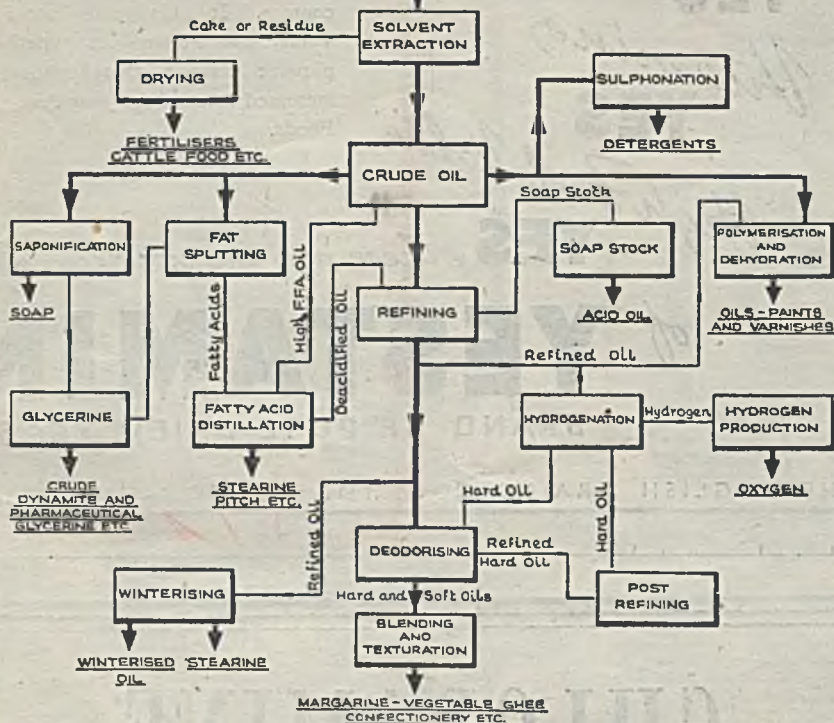 Cake or Residue
SOLVENT
EXTRACTION
DRYING
SULPHONATION
FERTILISERS
CATTLE FOOD ETC.
DETERGENTS
CRUDE OIL
Soap Stock
SAPONIFICATION
FAT
SPLITTING
SOAP STOCK
POLYMERISATION
AND
DEHYDRATION
SOAP
Fatty Acids
High FFA Oil
Deacidified Oil
REFINING
ACID OIL
OILS - PAINTS
AND VARNISHES
Refined Oil
GLYCERINE
FATTY ACID
DISTILLATION
HYDROGENATION
Hydrogen
HYDROGEN
PRODUCTION
CRUDE
DYNAMITE AND
PHARMACEUTICAL
GLYCERINE ETC
STEARINE
PITCH ETC.
OXYGEN
Refined Oil
Hard Oil
Hard Oil
DEODORISING
Refined
Hard Oil
WINTERISING
POST
REFINING
Hard and Soft Oils
BLENDING
AND
TEXTURATION
WINTERISED
OIL
STEARINE
MARGARINE - VEGETABLE GHEE
CONFECTIONERY ETC.